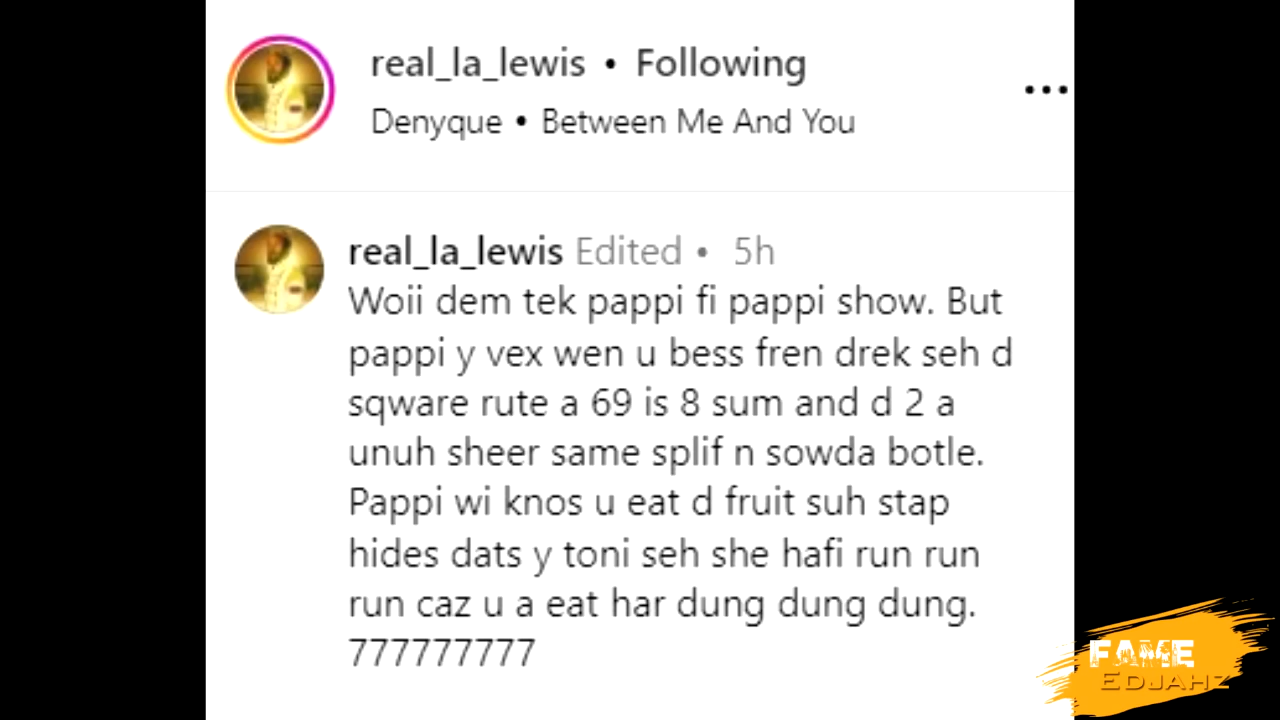 real_la_lewis • Following
Denyque • Between Me And You
real_la_lewis Edited • 5h
Woii dem tek pappi fi pappi show. But
pappi y vex wen u bess fren drek seh d
sqware rute a 69 is 8 sum and d 2 a
unuh sheer same splif n sowda botle.
Pappi wi knos u eat d fruit suh stap
hides dats y toni seh she hafi run run
run caz u a eat har dung dung dung.
777777777
FAME
EDJAHZ